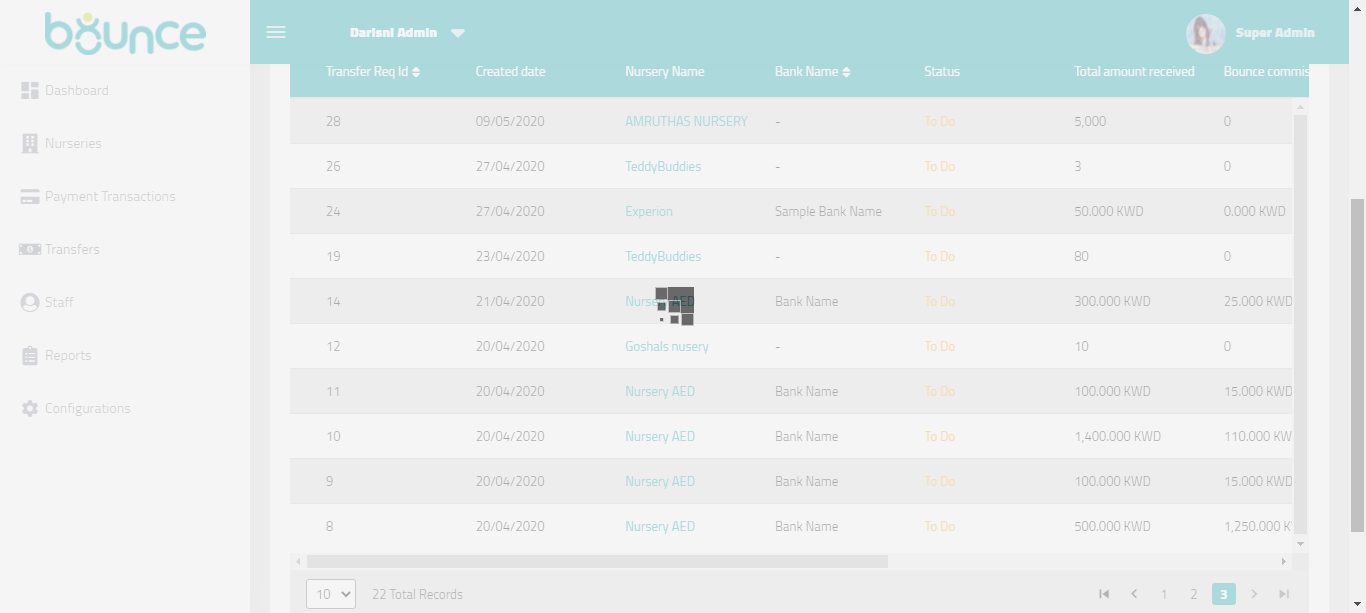 bounce
Darisni Admin
Super Admin
Dashboard
Nurseries
Payment Transactions
Transfers
Staff
Reports
Configurations
Transfer Req Id Created date Nursery Name Bank Name Status Total amount received Bounce commis
28 09/05/2020 AMRUTHAS NURSERY - To Do 5,000 0
26 27/04/2020 TeddyBuddies - To Do 3 0
24 27/04/2020 Experion Sample Bank Name To Do 50.000 KWD 0.000 KWD
19 23/04/2020 TeddyBuddies - To Do 80 0
14 21/04/2020 Nursery AED Bank Name To Do 300.000 KWD 25.000 KWD
12 20/04/2020 Goshals nusery - To Do 10 0
11 20/04/2020 Nursery AED Bank Name To Do 100.000 KWD 15.000 KWD
10 20/04/2020 Nursery AED Bank Name To Do 1,400.000 KWD 110.000 KW
9 20/04/2020 Nursery AED Bank Name To Do 100.000 KWD 15.000 KWD
8 20/04/2020 Nursery AED Bank Name To Do 500.000 KWD 1,250.000 K
10 22 Total Records 1 2 3